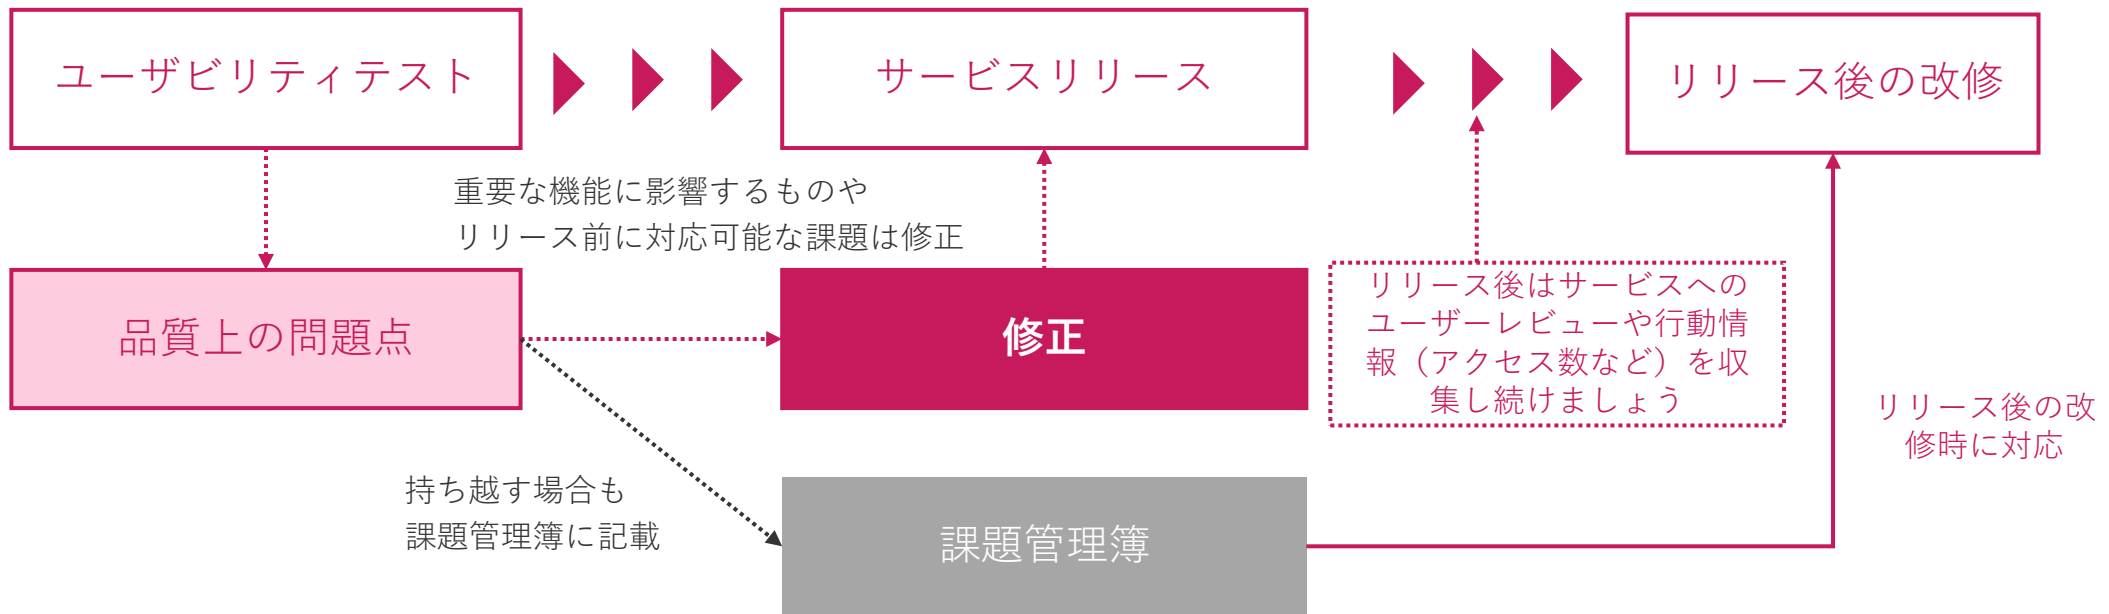 ユーザビリティテスト
サービスリリース
リリース後の改修
重要な機能に影響するものや
リリース前に対応可能な課題は修正
品質上の問題点
修正
リリース後はサービスへの
ユーザーレビューや行動情
報（アクセス数など）を収
集し続けましょう
リリース後の改
修時に対応
持ち越す場合も
課題管理簿に記載
課題管理簿